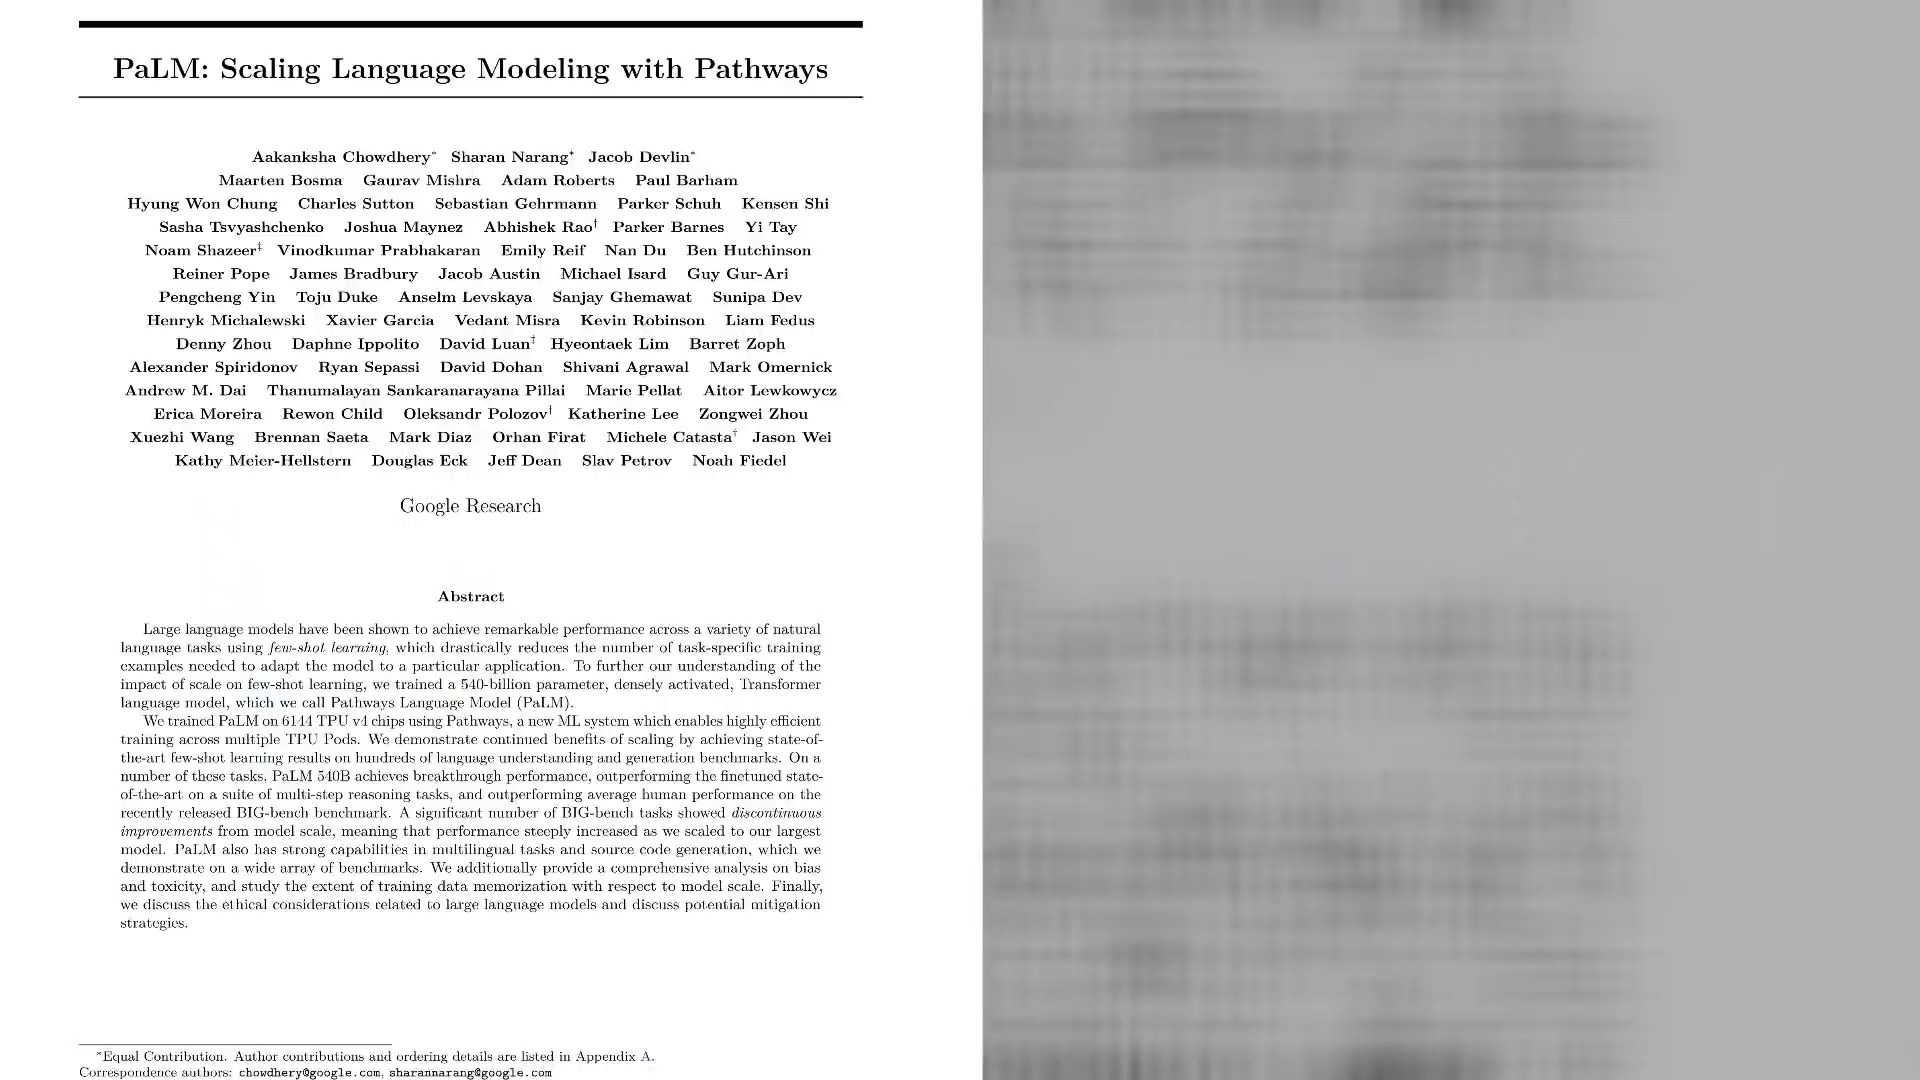 PaLM: Scaling Language Modeling with Pathways
Aakanksha Chowdhery* Sharan Narang* Jacob Devlin*
Maarten Bosma Gaurav Mishra Adam Roberts Paul Barham
Hyung Won Chung Charles Sutton Sebastian Gehrmann Parker Schuh Kensen Shi
Sasha Tsvyashchenko Joshua Maynez Abhishek Rao† Parker Barnes Yi Tay
Noam Shazeer‡ Vinodkumar Prabhakaran Emily Reif Nan Du Ben Hutchinson
Reiner Pope James Bradbury Jacob Austin Michael Isard Guy Gur-Ari
Pengcheng Yin Toju Duke Anselm Levskaya Sanjay Ghemawat Sunipa Dev
Henryk Michalewski Xavier Garcia Vedant Misra Kevin Robinson Liam Fedus
Denny Zhou Daphne Ippolito David Luan‡ Hyeontaek Lim Barret Zoph
Alexander Spiridonov Ryan Sepassi David Dohan Shivani Agrawal Mark Omernick
Andrew M. Dai Thanumalayan Sankaranarayana Pillai Marie Pellat Aitor Lewkowycz
Erica Moreira Rewon Child Oleksandr Polozov† Katherine Lee Zongwei Zhou
Xuezhi Wang Brennan Saeta Mark Diaz Orhan Firat Michele Catasta† Jason Wei
Kathy Meier-Hellstern Douglas Eck Jeff Dean Slav Petrov Noah Fiedel
Google Research
Abstract
Large language models have been shown to achieve remarkable performance across a variety of natural
language tasks using few-shot learning, which drastically reduces the number of task-specific training
examples needed to adapt the model to a particular application. To further our understanding of the
impact of scale on few-shot learning, we trained a 540-billion parameter, densely activated, Transformer
language model, which we call Pathways Language Model (PaLM).
We trained PaLM on 6144 TPU v4 chips using Pathways, a new ML system which enables highly efficient
training across multiple TPU Pods. We demonstrate continued benefits of scaling by achieving state-of-
the-art few-shot learning results on hundreds of language understanding and generation benchmarks. On a
number of these tasks, PaLM 540B achieves breakthrough performance, outperforming the finetuned state-
of-the-art on a suite of multi-step reasoning tasks, and outperforming average human performance on the
recently released BIG-bench benchmark. A significant number of BIG-bench tasks showed discontinuous
improvements from model scale, meaning that performance steeply increased as we scaled to our largest
model. PaLM also has strong capabilities in multilingual tasks and source code generation, which we
demonstrate on a wide array of benchmarks. We additionally provide a comprehensive analysis on bias
and toxicity, and study the extent of training data memorization with respect to model scale. Finally,
we discuss the ethical considerations related to large language models and discuss potential mitigation
strategies.
*Equal Contribution. Author contributions and ordering details are listed in Appendix A.
Correspondence authors: chowdhery@google.com, sharannarang@google.com